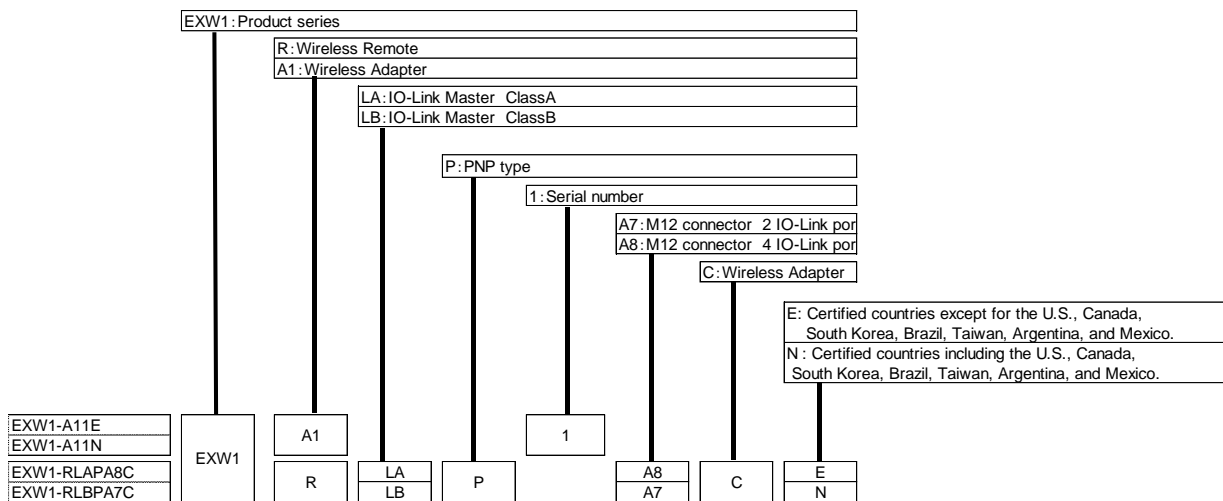 EXW1:Product series
R:Wireless Remote
A1:Wireless Adapter
LA:IO-Link Master ClassA
LB:IO-Link Master ClassB
P:PNP type
1:Serial number
A7:M12 connector 2 IO-Link por
A8:M12 connector 4 IO-Link por
C:Wireless Adapter
E: Certified countries except for the U.S., Canada,
South Korea, Brazil, Taiwan, Argentina, and Mexico.
N : Certified countries including the U.S., Canada,
South Korea, Brazil, Taiwan, Argentina, and Mexico.
EXW1-A11E
EXW1-A11N
EXW1
A1
1
EXW1-RLAPA8C
EXW1-RLBPA7C
R
LA
LB
P
A8
A7
C
E
N